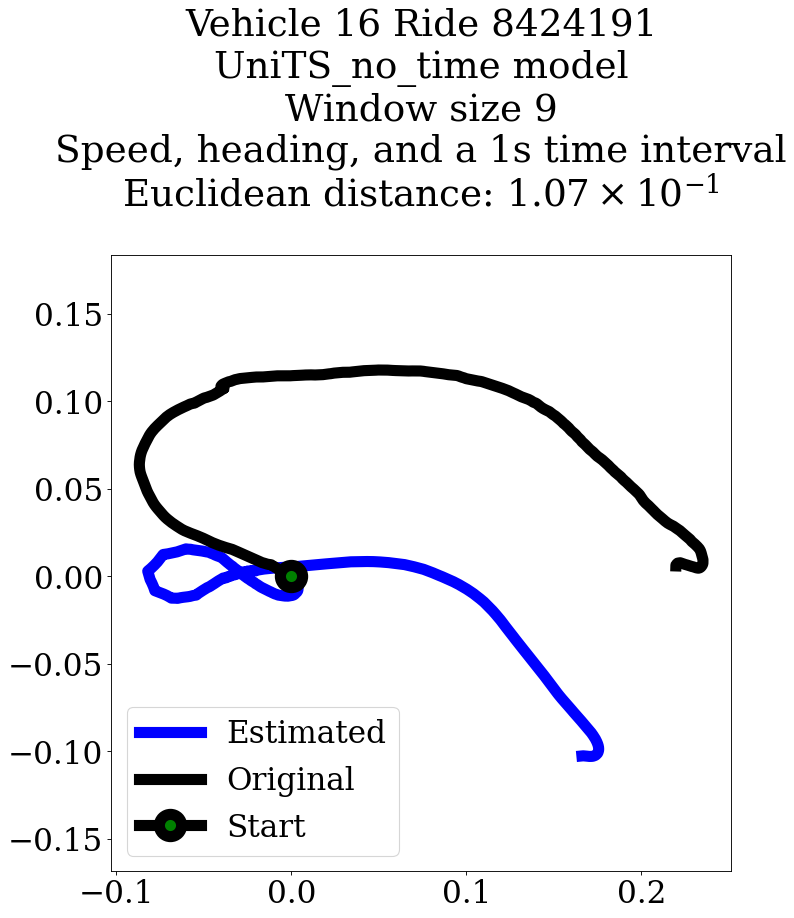 Vehicle 16 Ride 8424191
UniTS_no_time model
Window size 9
Speed, heading, and a 1s time interval
Euclidean distance: 1.07 × 10⁻¹
0.15
0.10
0.05
0.00
−0.05
−0.10
−0.15
Estimated
Original
Start
−0.1
0.0
0.1
0.2